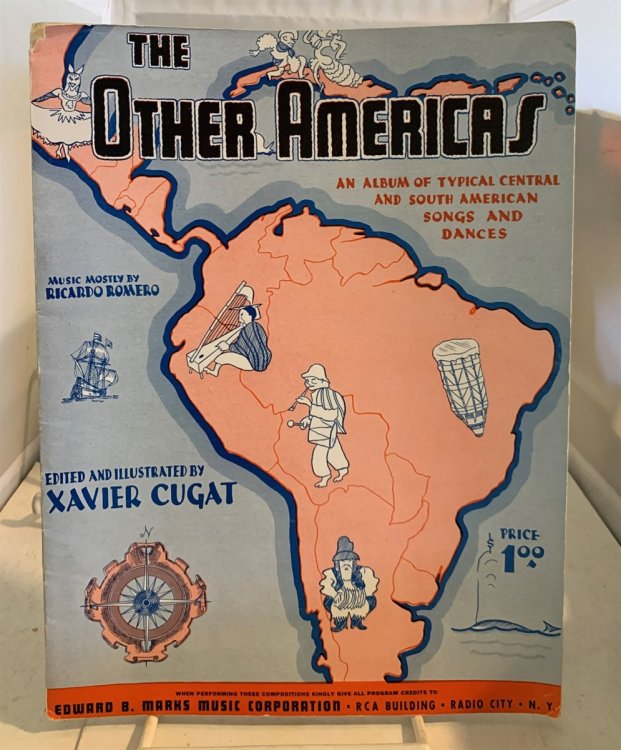 THE
OTHER AMERICAS
AN ALBUM OF TYPICAL CENTRAL
AND SOUTH AMERICAN
SONGS AND
DANCES
MUSIC MOSTLY BY
RICARDO ROMERO
EDITED AND ILLUSTRATED BY
XAVIER CUGAT
N
PRICE
$
1.00
WHEN PERFORMING THESE COMPOSITIONS KINDLY GIVE ALL PROGRAM CREDITS TO
EDWARD B. MARKS MUSIC CORPORATION • RCA BUILDING • RADIO CITY • N. Y.